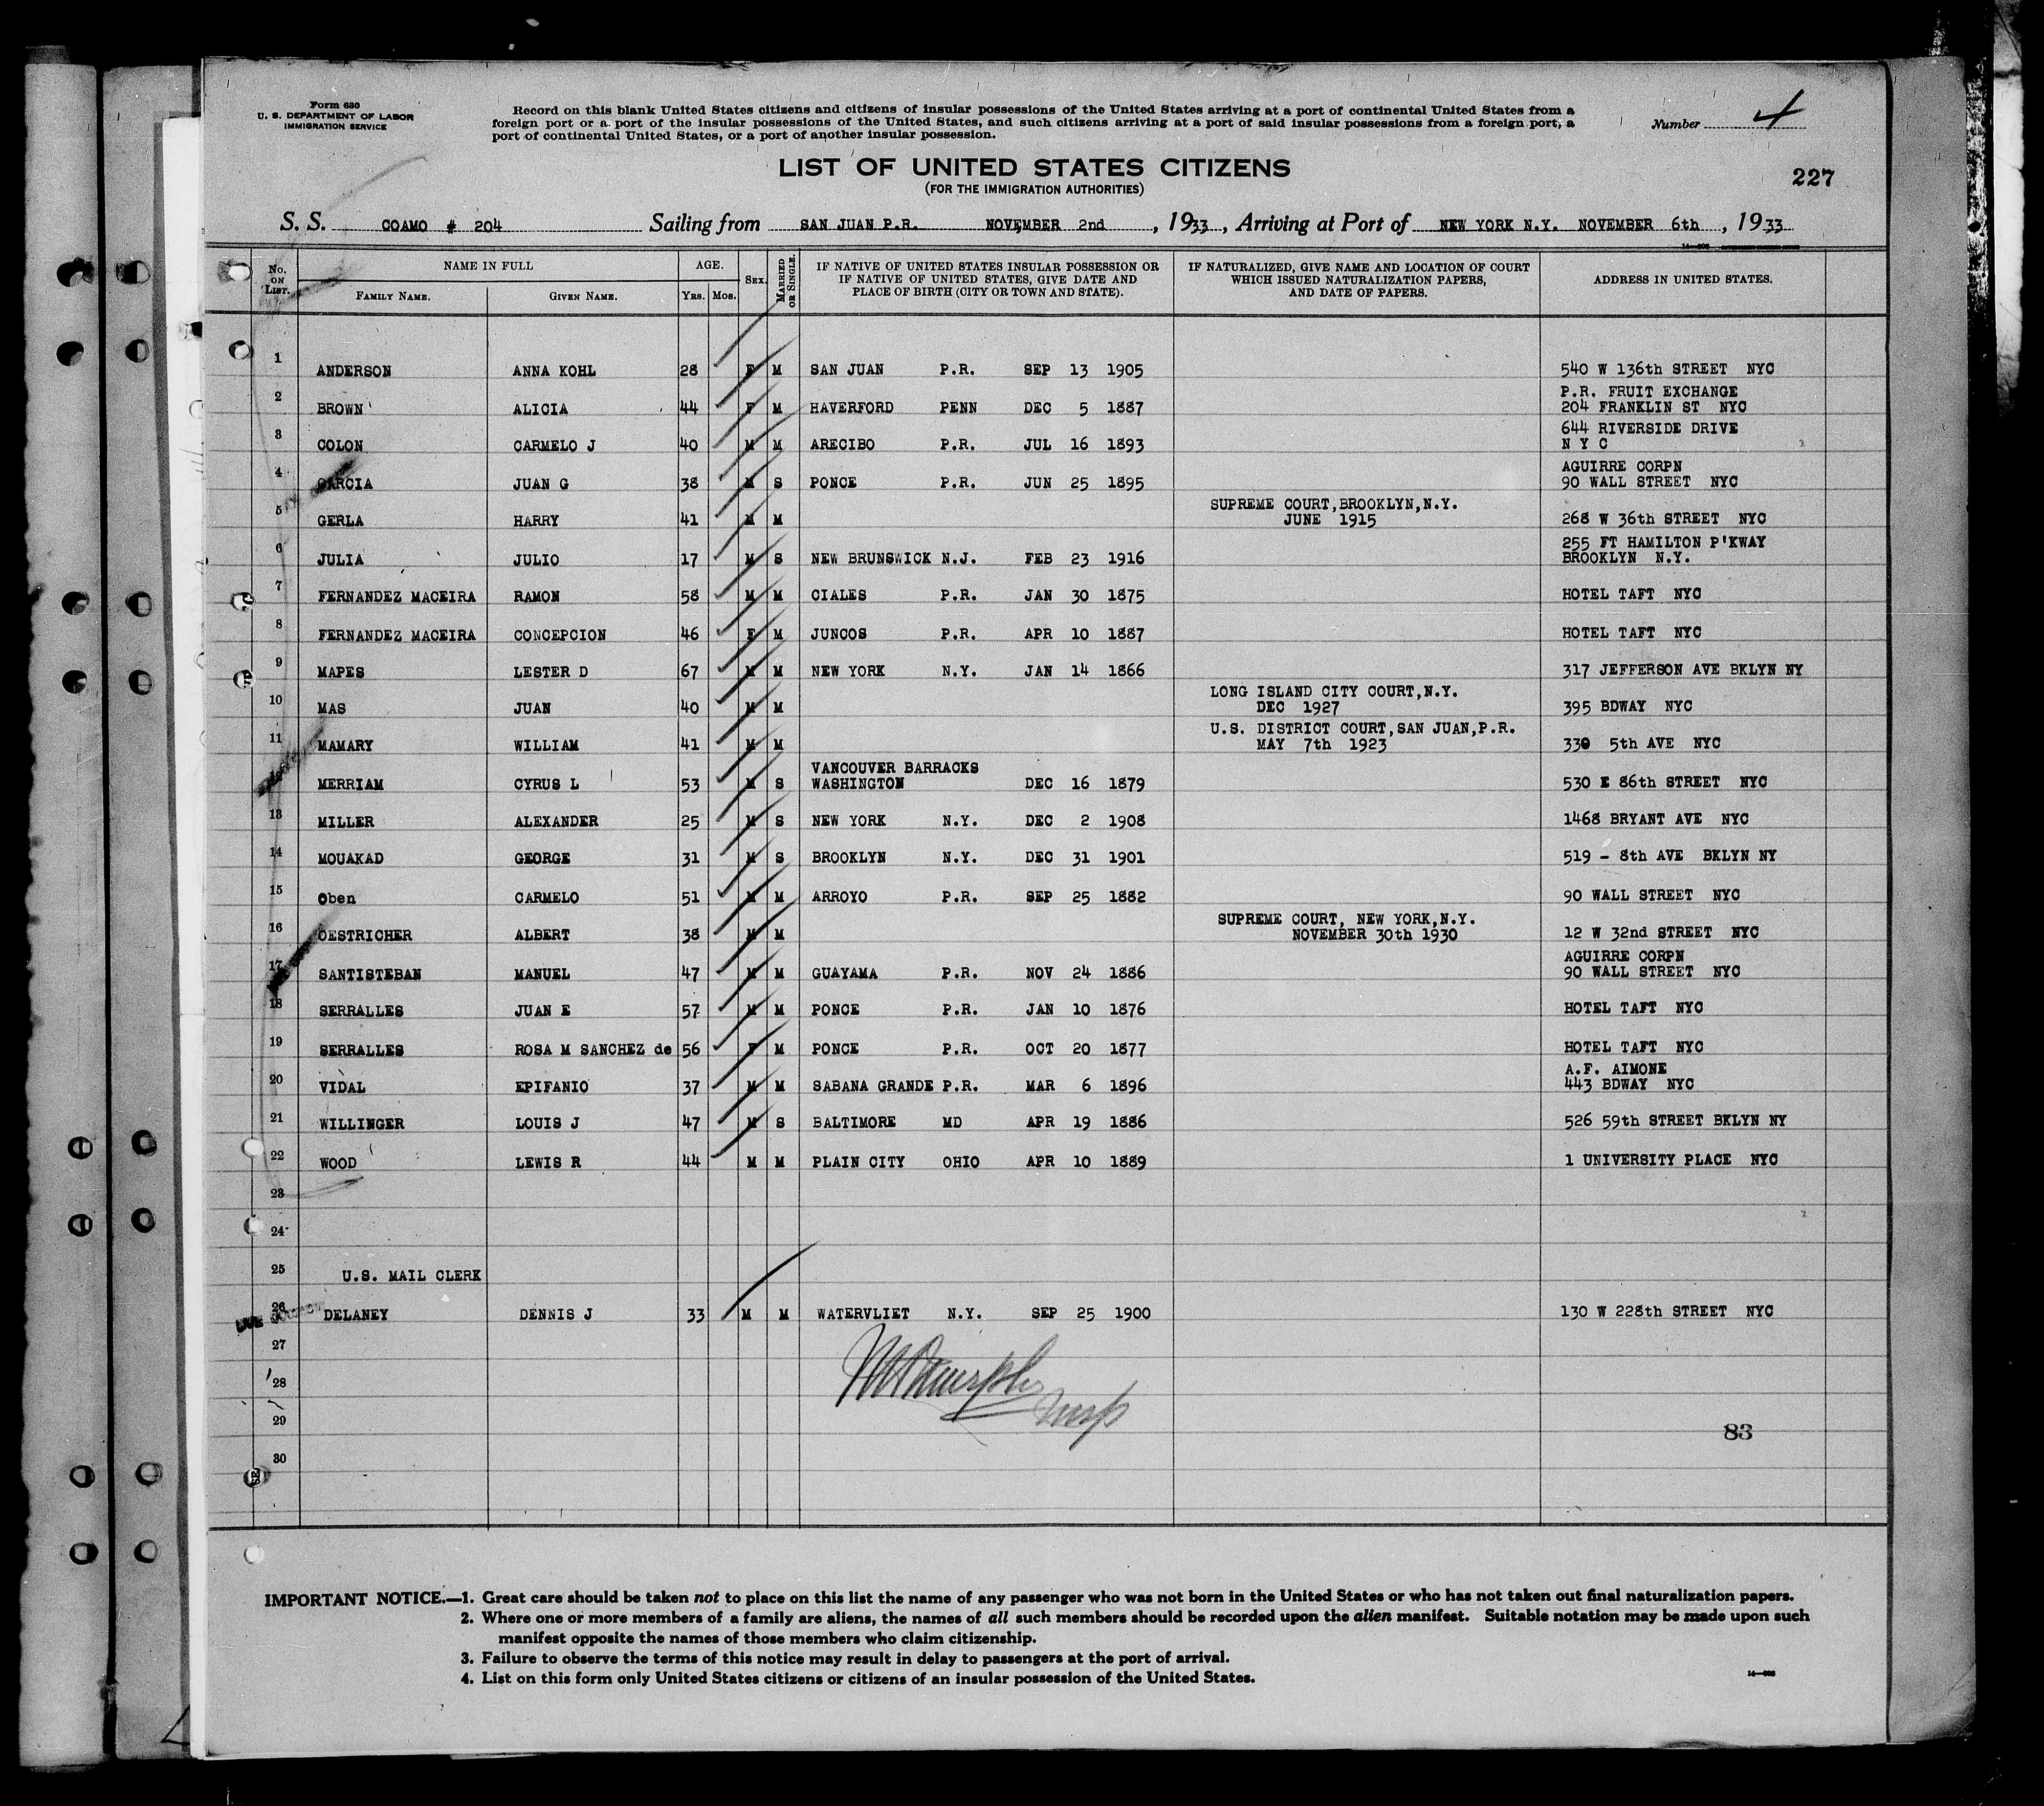 Form 630
U. S. DEPARTMENT OF LABOR
IMMIGRATION SERVICE
Record on this blank United States citizens and citizens of insular possessions of the United States arriving at a port of continental United States from a
foreign port or a port of the insular possessions of the United States, and such citizens arriving at a port of said insular possessions from a foreign port, a
port of continental United States, or a port of another insular possession.
Number 4
LIST OF UNITED STATES CITIZENS
(FOR THE IMMIGRATION AUTHORITIES)
227
S. S. COAMO # 204 Sailing from SAN JUAN P.R. NOVEMBER 2nd , 1933 , Arriving at Port of NEW YORK N.Y. NOVEMBER 6th , 1933
No. ON LIST. NAME IN FULL AGE. SEX. MARRIED OR SINGLE. IF NATIVE OF UNITED STATES INSULAR POSSESSION OR IF NATIVE OF UNITED STATES, GIVE DATE AND PLACE OF BIRTH (CITY OR TOWN AND STATE). IF NATURALIZED, GIVE NAME AND LOCATION OF COURT WHICH ISSUED NATURALIZATION PAPERS, AND DATE OF PAPERS. ADDRESS IN UNITED STATES.
FAMILY NAME. GIVEN NAME. YRS. MOS.
1 ANDERSON ANNA KOHL 28 F M SAN JUAN P.R. SEP 13 1905 540 W 136th STREET NYC
2 BROWN ALICIA 44 F M HAVERFORD PENN DEC 5 1887 P.R. FRUIT EXCHANGE 204 FRANKLIN ST NYC
3 COLON CARMELO J 40 M M ARECIBO P.R. JUL 16 1893 644 RIVERSIDE DRIVE N Y C
4 GARCIA JUAN G 38 M S PONCE P.R. JUN 25 1895 AGUIRRE CORPN 90 WALL STREET NYC
5 GERLA HARRY 41 M M SUPREME COURT,BROOKLYN,N.Y. JUNE 1915 268 W 36th STREET NYC
6 JULIA JULIO 17 M S NEW BRUNSWICK N.J. FEB 23 1916 255 FT HAMILTON P'KWAY BROOKLYN N.Y.
7 FERNANDEZ MACEIRA RAMON 58 M M CIALES P.R. JAN 30 1875 HOTEL TAFT NYC
8 FERNANDEZ MACEIRA CONCEPCION 46 F M JUNCOS P.R. APR 10 1887 HOTEL TAFT NYC
9 MAPES LESTER D 67 M M NEW YORK N.Y. JAN 14 1866 317 JEFFERSON AVE BKLYN NY
10 MAS JUAN 40 M M LONG ISLAND CITY COURT,N.Y. DEC 1927 395 BDWAY NYC
11 MAMARY WILLIAM 41 M M U.S. DISTRICT COURT,SAN JUAN,P.R. MAY 7th 1923 330 5th AVE NYC
MERRIAM CYRUS L 53 M S VANCOUVER BARRACKS WASHINGTON DEC 16 1879 530 E 86th STREET NYC
13 MILLER ALEXANDER 25 M S NEW YORK N.Y. DEC 2 1908 1468 BRYANT AVE NYC
14 MOUAKAD GEORGE 31 M S BROOKLYN N.Y. DEC 31 1901 519 - 8th AVE BKLYN NY
15 Oben CARMELO 51 M M ARROYO P.R. SEP 25 1882 90 WALL STREET NYC
16 OESTRICHER ALBERT 38 M M SUPREME COURT, NEW YORK,N.Y. NOVEMBER 30th 1930 12 W 32nd STREET NYC
17 SANTISTEBAN MANUEL 47 M M GUAYAMA P.R. NOV 24 1886 AGUIRRE CORPN 90 WALL STREET NYC
18 SERRALLES JUAN E 57 M M PONCE P.R. JAN 10 1876 HOTEL TAFT NYC
19 SERRALLES ROSA M SANCHEZ de 56 F M PONCE P.R. OCT 20 1877 HOTEL TAFT NYC
20 VIDAL EPIFANIO 37 M M SABANA GRANDE P.R. MAR 6 1896 A.F. AIMONE 443 BDWAY NYC
21 WILLINGER LOUIS J 47 M S BALTIMORE MD APR 19 1886 526 59th STREET BKLYN NY
22 WOOD LEWIS R 44 M M PLAIN CITY OHIO APR 10 1889 1 UNIVERSITY PLACE NYC
23
24
25 U.S. MAIL CLERK
26 DELANEY DENNIS J 33 M M WATERVLIET N.Y. SEP 25 1900 130 W 228th STREET NYC
27
28
29
83
30
IMPORTANT NOTICE.—1. Great care should be taken not to place on this list the name of any passenger who was not born in the United States or who has not taken out final naturalization papers.
2. Where one or more members of a family are aliens, the names of all such members should be recorded upon the alien manifest. Suitable notation may be made upon such
manifest opposite the names of those members who claim citizenship.
3. Failure to observe the terms of this notice may result in delay to passengers at the port of arrival.
4. List on this form only United States citizens or citizens of an insular possession of the United States.